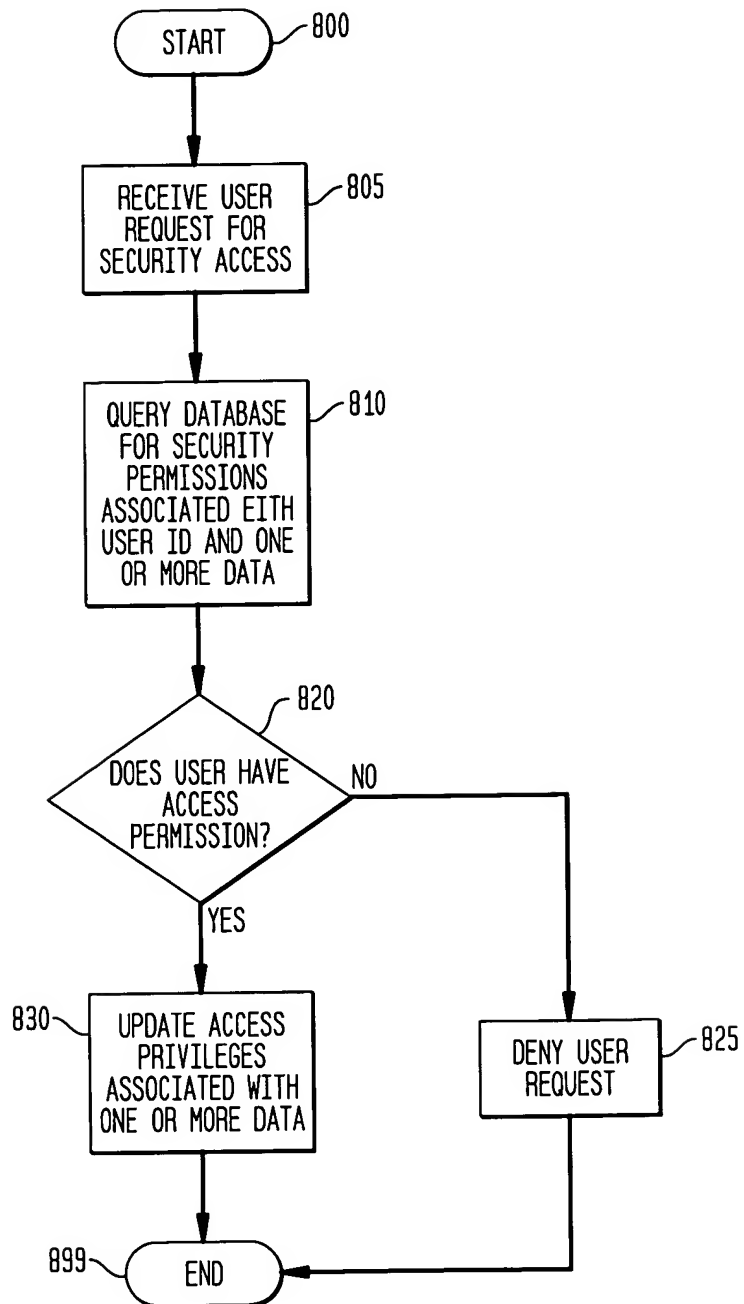 START
800
RECEIVE USER
REQUEST FOR
SECURITY ACCESS
805
QUERY DATABASE
FOR SECURITY
PERMISSIONS
ASSOCIATED EITH
USER ID AND ONE
OR MORE DATA
810
820
DOES USER HAVE
ACCESS
PERMISSION?
NO
YES
830
UPDATE ACCESS
PRIVILEGES
ASSOCIATED WITH
ONE OR MORE DATA
DENY USER
REQUEST
825
899
END